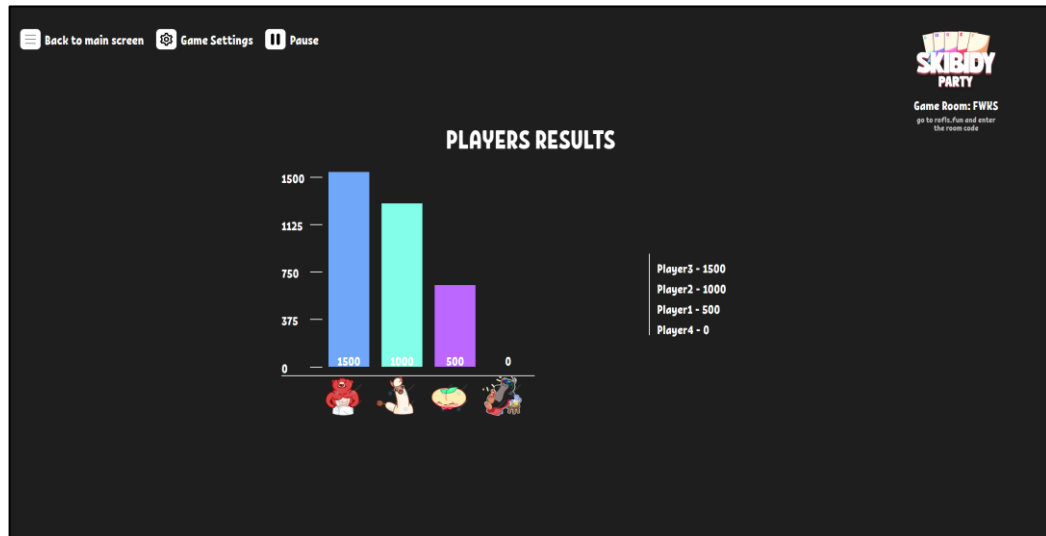 Back to main screen
Game Settings
Pause
SKIBIDY
PARTY
Game Room: FWKS
go to rofls.fun and enter
the room code
PLAYERS RESULTS
1500
1125
750
375
0
1500
1000
500
0
Player3 - 1500
Player2 - 1000
Player1 - 500
Player4 - 0